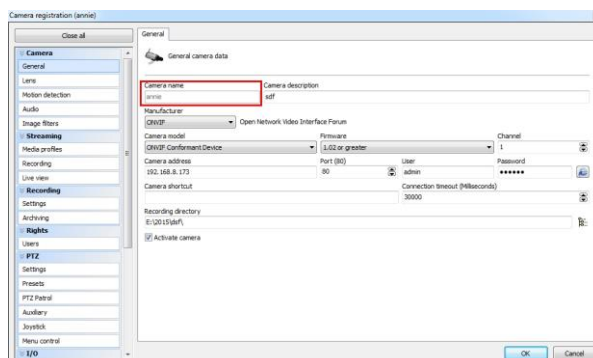 Camera registration (annie)
Close all
Camera
General
Lens
Motion detection
Audio
Image filters
Streaming
Media profiles
Recording
Live view
Recording
Settings
Archiving
Rights
Users
PTZ
Settings
Presets
PTZ Patrol
Auxiliary
Joystick
Menu control
I/O
General
General camera data
Camera name Camera description
annie sdf
Manufacturer
ONVIF Open Network Video Interface Forum
Camera model Firmware Channel
ONVIF Conformant Device 1.02 or greater 1
Camera address Port (80) User Password
192.168.8.173 80 admin ●●●●●●
Camera shortcut Connection timeout (Milliseconds)
30000
Recording directory
E:\2015\dsf\
Activate camera
OK Cancel